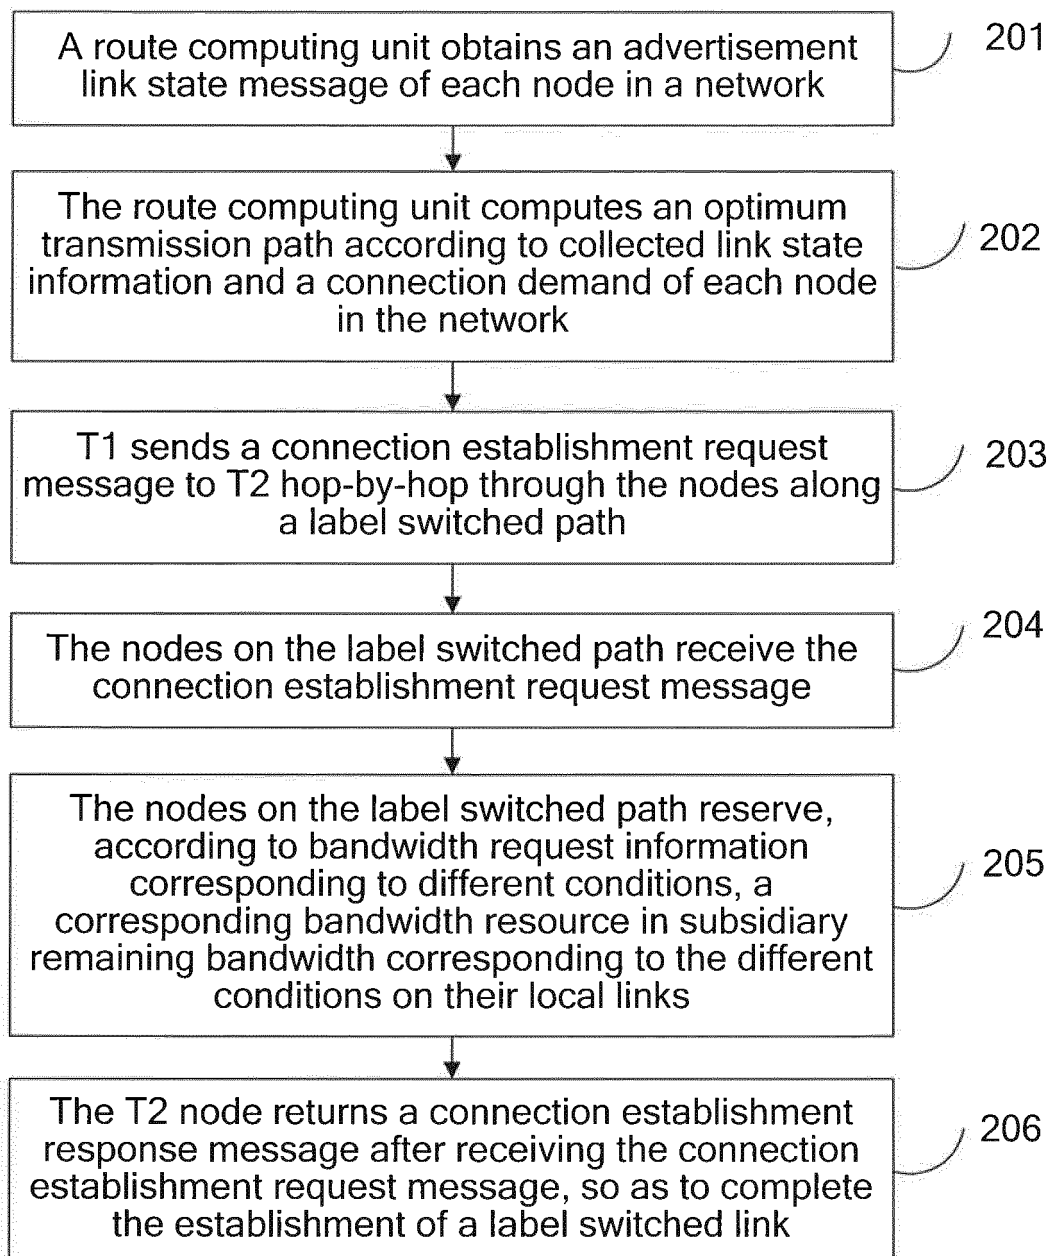 A route computing unit obtains an advertisement
link state message of each node in a network
201
The route computing unit computes an optimum
transmission path according to collected link state
information and a connection demand of each node
in the network
202
T1 sends a connection establishment request
message to T2 hop-by-hop through the nodes along
a label switched path
203
The nodes on the label switched path receive the
connection establishment request message
204
The nodes on the label switched path reserve,
according to bandwidth request information
corresponding to different conditions, a
corresponding bandwidth resource in subsidiary
remaining bandwidth corresponding to the different
conditions on their local links
205
The T2 node returns a connection establishment
response message after receiving the connection
establishment request message, so as to complete
the establishment of a label switched link
206